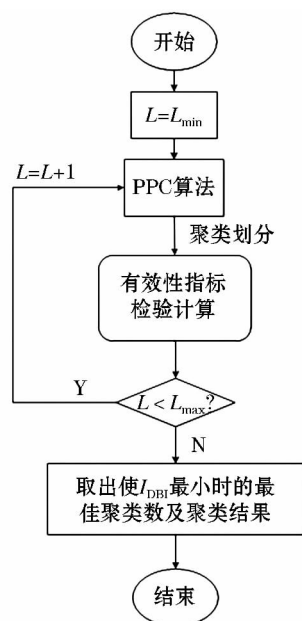 开始
L=Lmin
L=L+1
PPC算法
聚类划分
有效性指标
检验计算
Y
L<Lmax?
N
取出使IDBI最小时的最
佳聚类数及聚类结果
结束